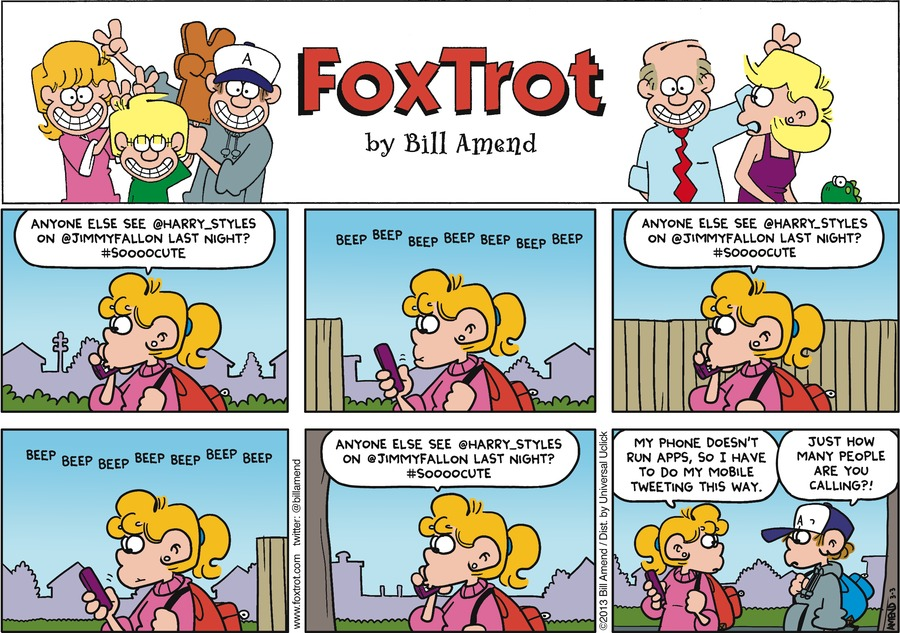 A
FOXTROT
by Bill Amend
ANYONE ELSE SEE @HARRY_STYLES
ON @JIMMYFALLON LAST NIGHT?
#SOOOOCUTE
BEEP BEEP BEEP BEEP BEEP BEEP BEEP
ANYONE ELSE SEE @HARRY_STYLES
ON @JIMMYFALLON LAST NIGHT?
#SOOOOCUTE
BEEP BEEP BEEP BEEP BEEP BEEP BEEP
www.foxtrot.com twitter: @billamend
ANYONE ELSE SEE @HARRY_STYLES
ON @JIMMYFALLON LAST NIGHT?
#SOOOOCUTE
©2013 Bill Amend / Dist. by Universal Uclick
MY PHONE DOESN'T
RUN APPS, SO I HAVE
TO DO MY MOBILE
TWEETING THIS WAY.
JUST HOW
MANY PEOPLE
ARE YOU
CALLING?!
A
AMEND 3-3